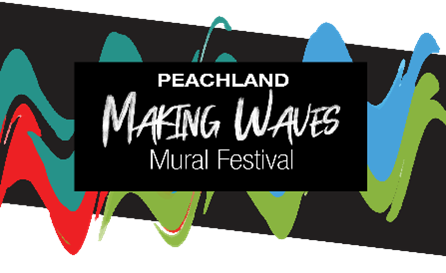 PEACHLAND
MAKING WAVES
Mural Festival